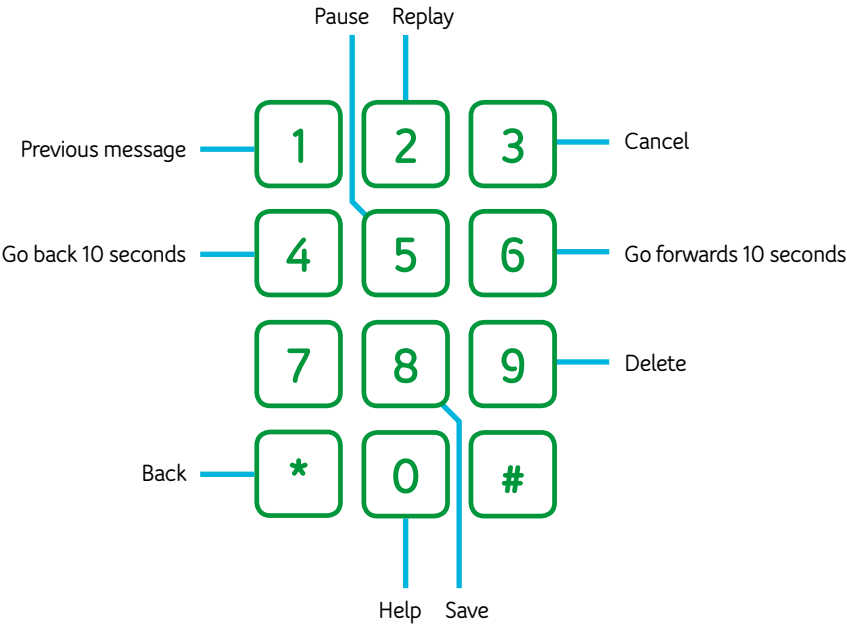 Pause Replay
1 2 3
Previous message
Cancel
4 5 6
Go back 10 seconds
Go forwards 10 seconds
7 8 9
Delete
* 0 #
Back
Help Save